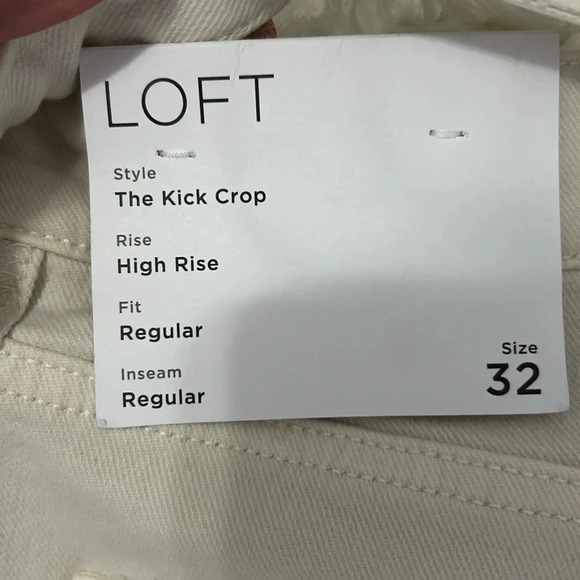 LOFT
Style
The Kick Crop
Rise
High Rise
Fit
Regular
Inseam
Regular
Size
32